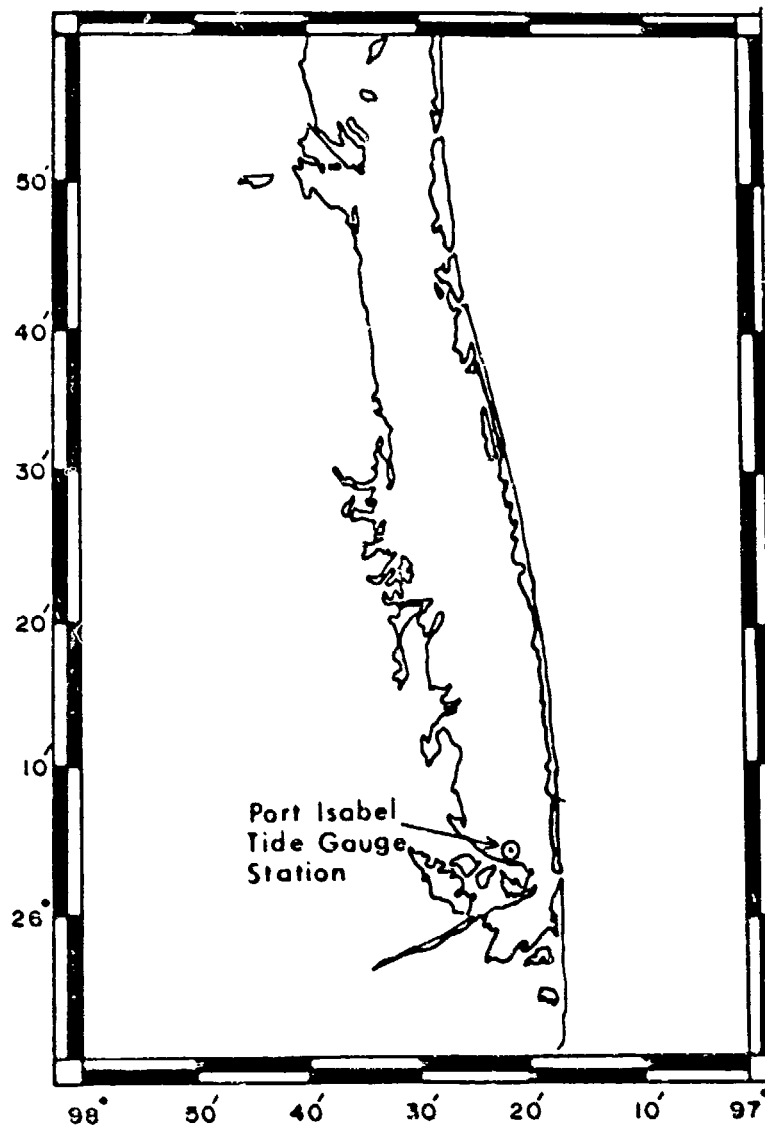 50′
40′
30′
20′
10′
Port Isabel
Tide Gauge
Station
26°
98° 50′ 40′ 30′ 20′ 10′ 97°